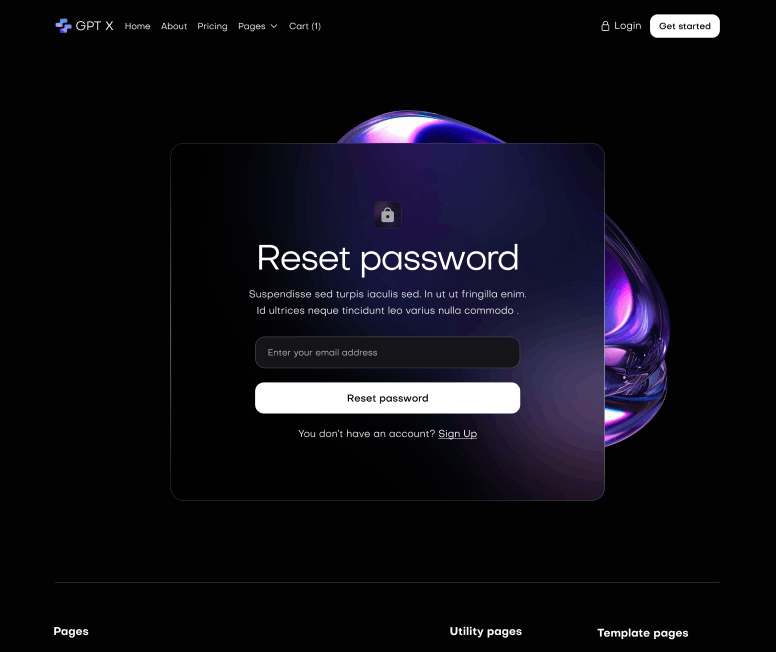 GPT X Home About Pricing Pages Cart (1) Login Get started
Reset password
Suspendisse sed turpis iaculis sed. In ut ut fringilla enim.
Id ultrices neque tincidunt leo varius nulla commodo .
Enter your email address
Reset password
You don't have an account? Sign Up
Pages Utility pages Template pages